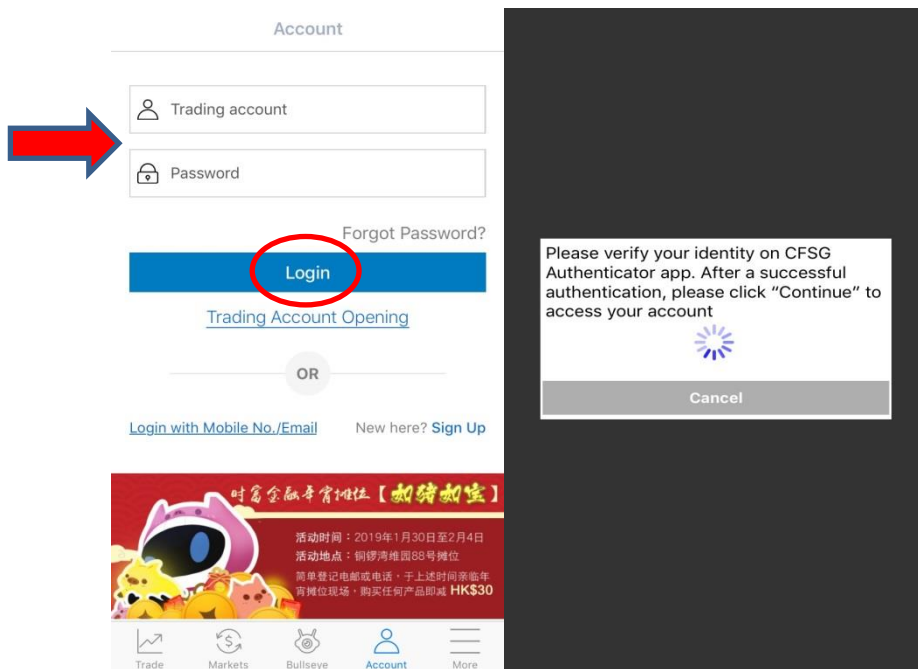 Account
Trading account
Password
Forgot Password?
Login
Trading Account Opening
OR
Login with Mobile No./Email
New here? Sign Up
时富金融年宵摊位【如猪如宝】
活动时间：2019年1月30日至2月4日
活动地点：铜锣湾维园88号摊位
简单登记电邮或电话，于上述时间亲临年
宵摊位现场，购买任何产品即减 HK$30
Trade
Markets
Bullseye
Account
More
Please verify your identity on CFSG
Authenticator app. After a successful
authentication, please click “Continue” to
access your account
Cancel